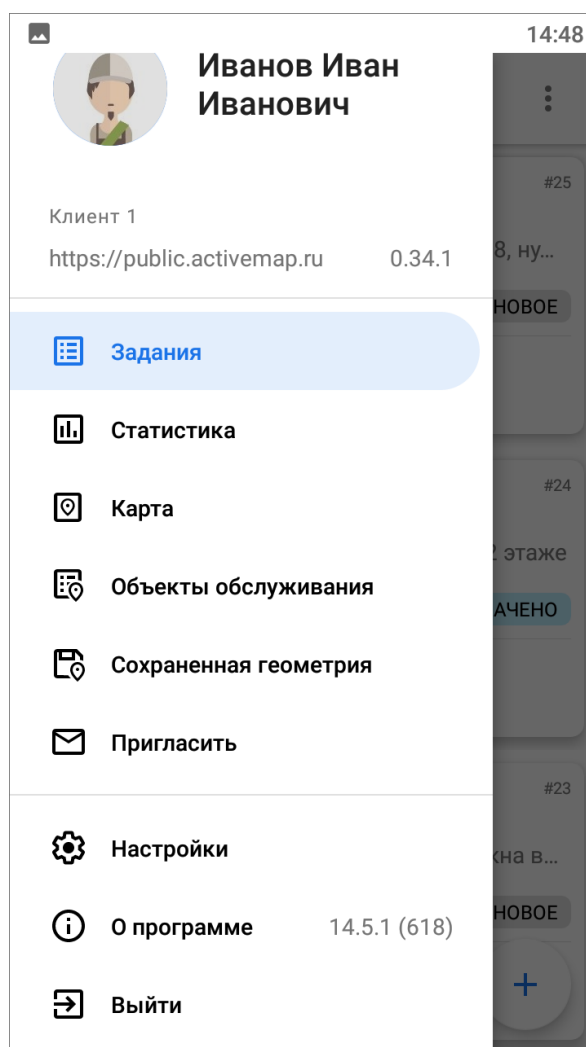 14:48
Иванов Иван
Иванович
Клиент 1
https://public.activemap.ru 0.34.1
Задания
Статистика
Карта
Объекты обслуживания
Сохраненная геометрия
Пригласить
Настройки
О программе 14.5.1 (618)
Выйти
#25
8, ну...
НОВОЕ
#24
2 этаже
АЧЕНО
#23
на в...
НОВОЕ